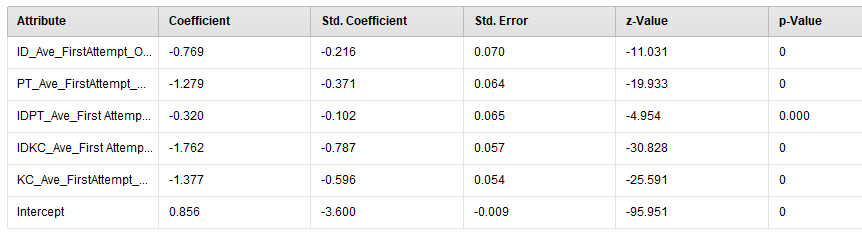 Attribute Coefficient Std. Coefficient Std. Error z-Value p-Value
ID_Ave_FirstAttempt_O... -0.769 -0.216 0.070 -11.031 0
PT_Ave_FirstAttempt_... -1.279 -0.371 0.064 -19.933 0
IDPT_Ave_First Attemp... -0.320 -0.102 0.065 -4.954 0.000
IDKC_Ave_First Attemp... -1.762 -0.787 0.057 -30.828 0
KC_Ave_FirstAttempt_... -1.377 -0.596 0.054 -25.591 0
Intercept 0.856 -3.600 -0.009 -95.951 0